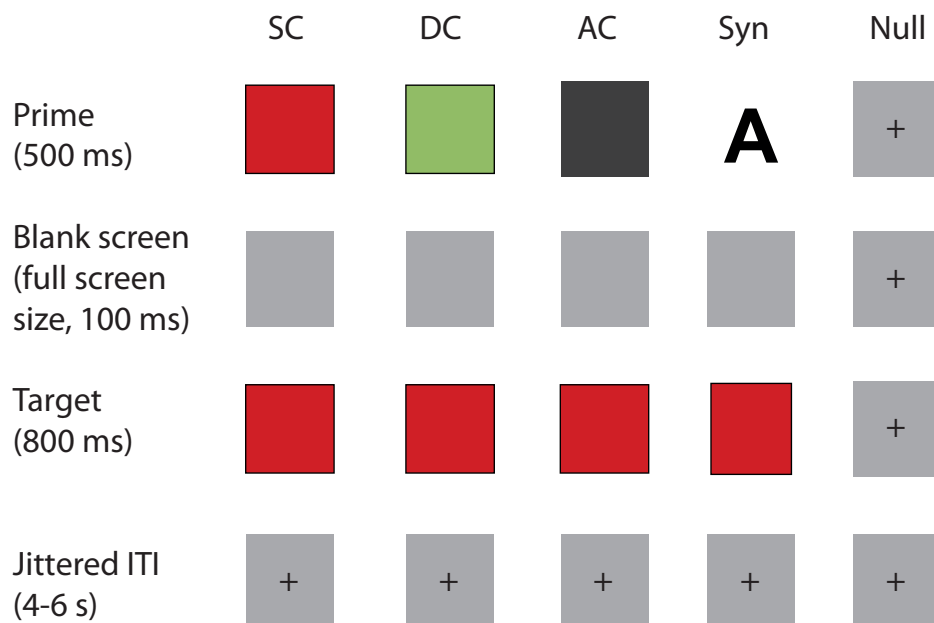 SC DC AC Syn Null
Prime
(500 ms)
A +
Blank screen
(full screen
size, 100 ms)
+
Target
(800 ms)
+
Jittered ITI
(4-6 s)
+ + + + +